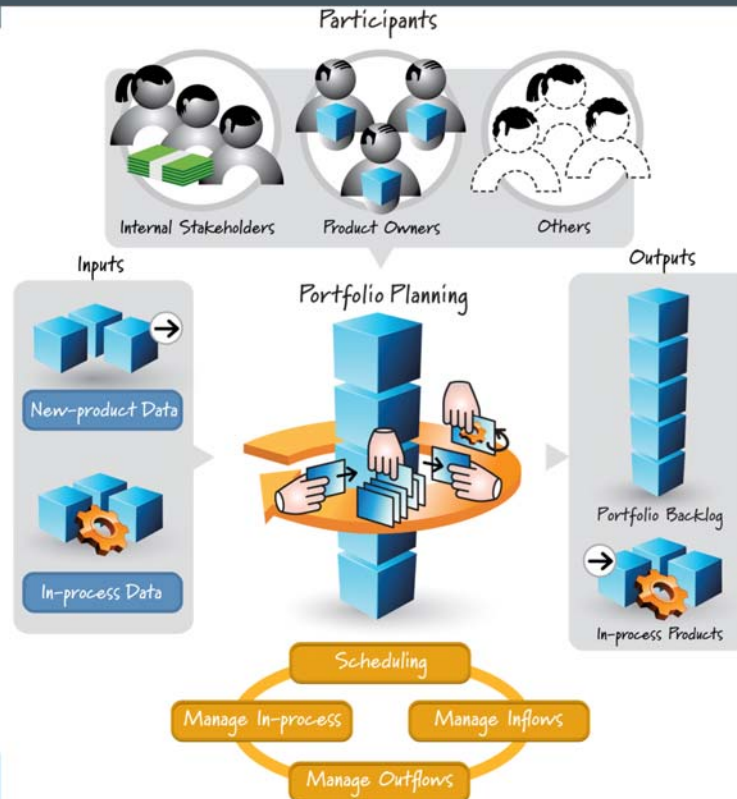 Participants
Internal Stakeholders
Product Owners
Others
Inputs
New-product Data
In-process Data
Portfolio Planning
Outputs
Portfolio Backlog
In-process Products
Scheduling
Manage In-process
Manage Inflows
Manage Outflows